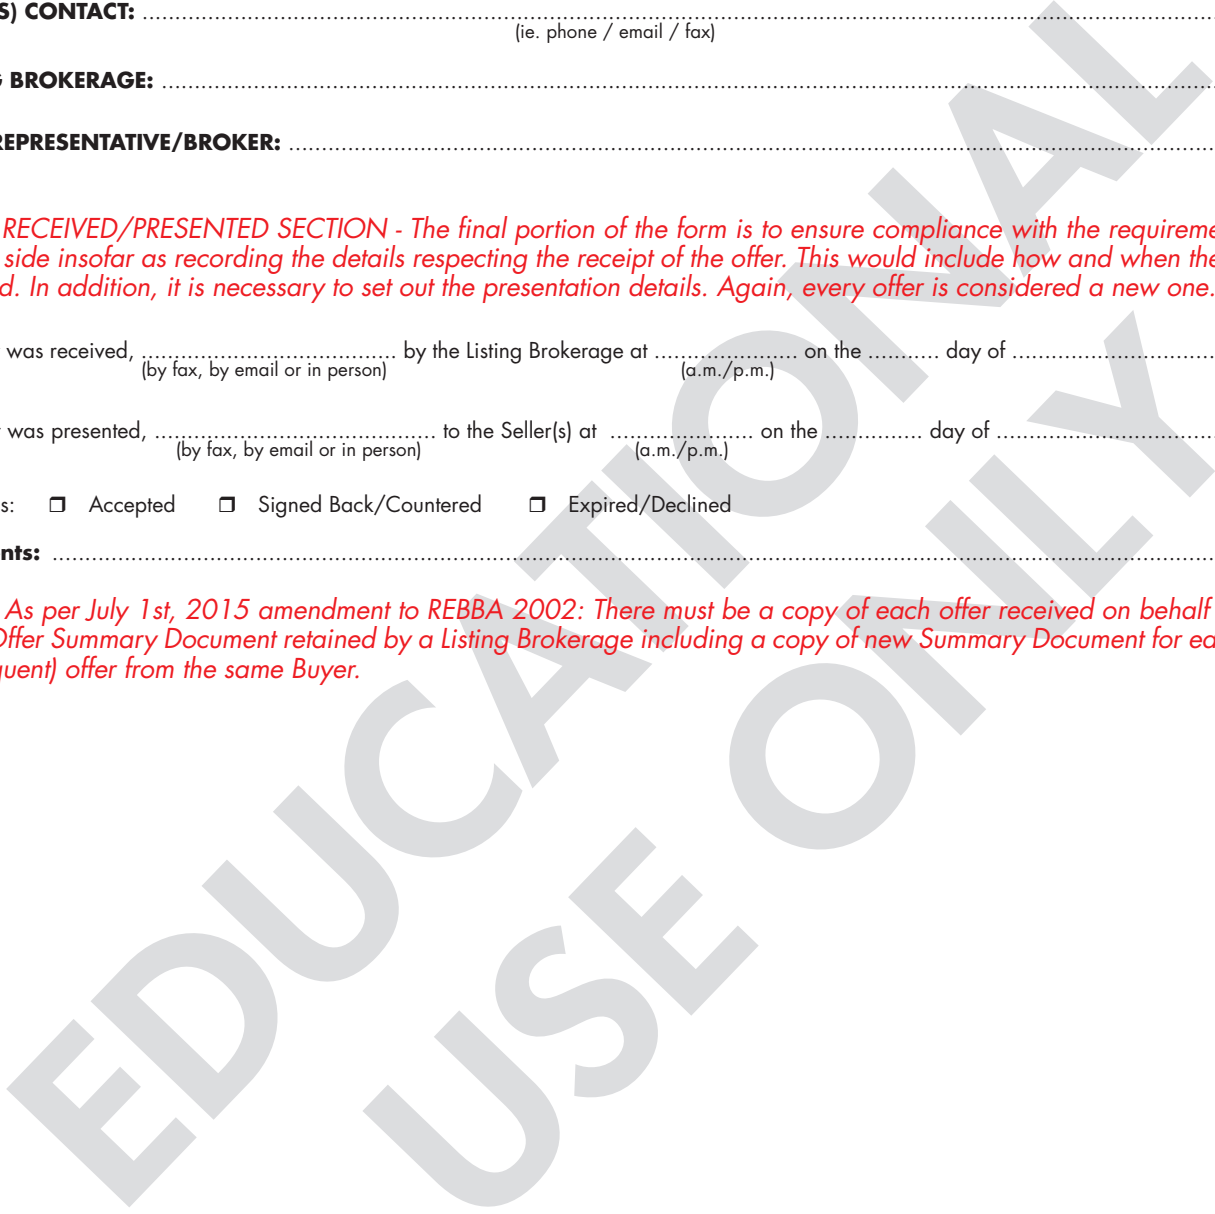 S) CONTACT: ....................
(ie. phone / email / fax)
BROKERAGE: ....................
REPRESENTATIVE/BROKER: ....................
RECEIVED/PRESENTED SECTION - The final portion of the form is to ensure compliance with the requireme
side insofar as recording the details respecting the receipt of the offer. This would include how and when the
d. In addition, it is necessary to set out the presentation details. Again, every offer is considered a new one.
was received, .................... by the Listing Brokerage at .................... on the ........... day of ....................
(by fax, by email or in person) (a.m./p.m.)
was presented, .................... to the Seller(s) at .................... on the ............... day of ....................
(by fax, by email or in person) (a.m./p.m.)
s: ❒ Accepted ❒ Signed Back/Countered ❒ Expired/Declined
nts: ....................
As per July 1st, 2015 amendment to REBBA 2002: There must be a copy of each offer received on behalf
Offer Summary Document retained by a Listing Brokerage including a copy of new Summary Document for ea
quent) offer from the same Buyer.
EDUCATIONAL
USE ONLY